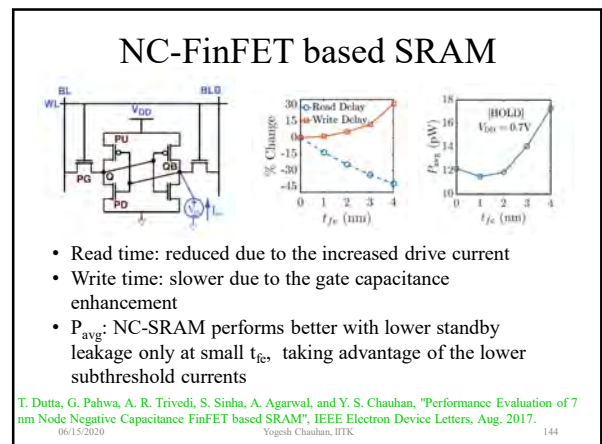 NC-FinFET based SRAM
BL
BLB
WL
VDD
PU
Q
QB
PG
PD
Read Delay
Write Delay
% Change
30
15
0
-15
-30
-45
0 1 2 3 4
tfe (nm)
[HOLD]
VDD = 0.7V
Pavg (pW)
18
16
14
12
10
0 1 2 3 4
tfe (nm)
• Read time: reduced due to the increased drive current
• Write time: slower due to the gate capacitance
enhancement
• Pavg: NC-SRAM performs better with lower standby
leakage only at small tfe, taking advantage of the lower
subthreshold currents
T. Dutta, G. Pahwa, A. R. Trivedi, S. Sinha, A. Agarwal, and Y. S. Chauhan, "Performance Evaluation of 7
nm Node Negative Capacitance FinFET based SRAM", IEEE Electron Device Letters, Aug. 2017.
06/15/2020 Yogesh Chauhan, IITK 144